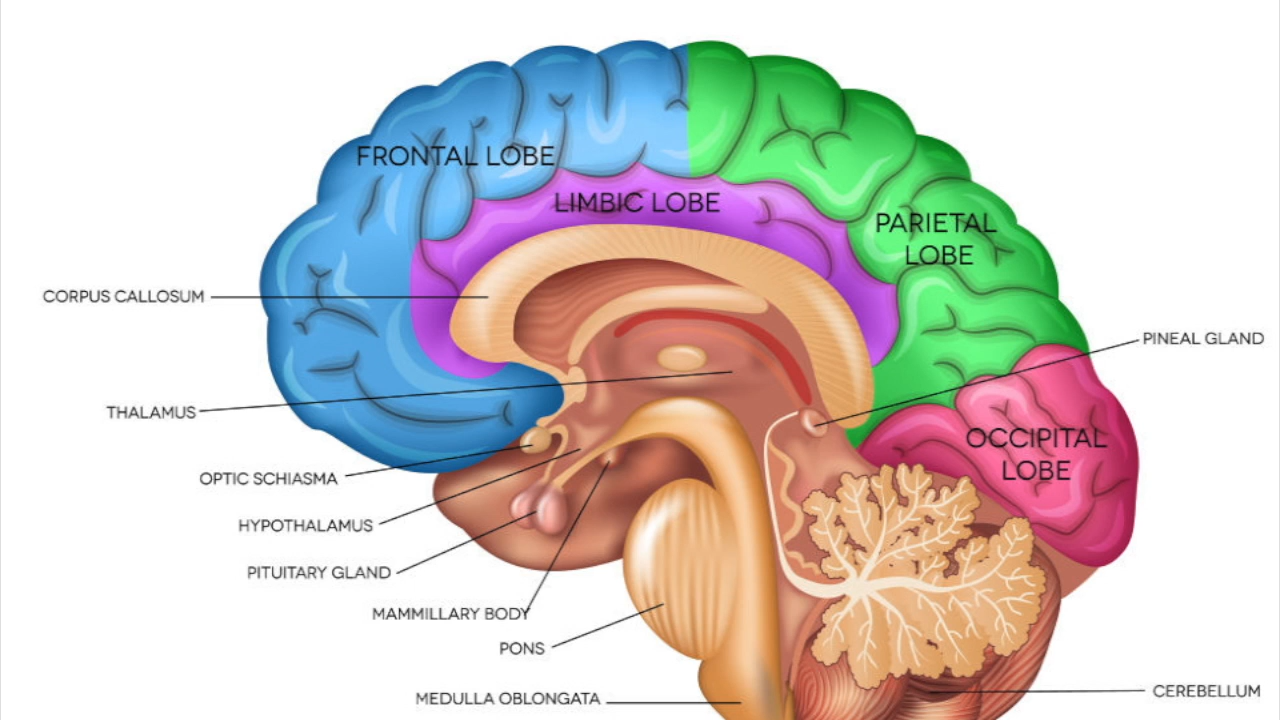 FRONTAL LOBE
LIMBIC LOBE
PARIETAL
LOBE
CORPUS CALLOSUM
PINEAL GLAND
THALAMUS
OCCIPITAL
LOBE
OPTIC SCHIASMA
HYPOTHALAMUS
PITUITARY GLAND
MAMMILLARY BODY
PONS
MEDULLA OBLONGATA
CEREBELLUM